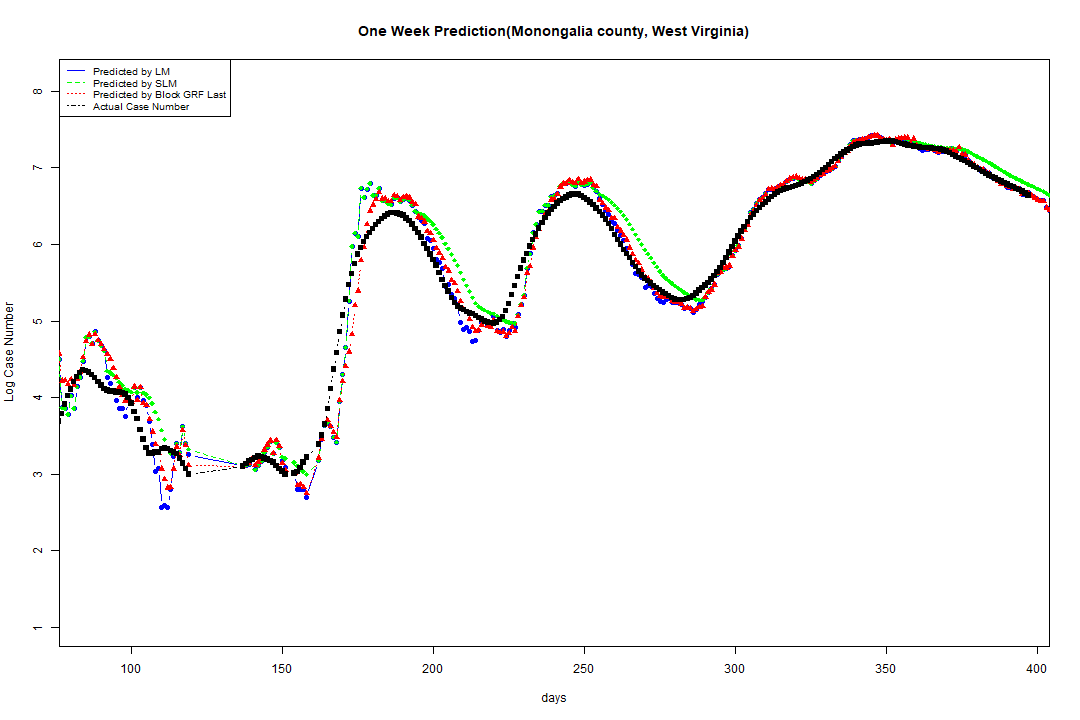 One Week Prediction(Monongalia county, West Virginia)
Predicted by LM
Predicted by SLM
Predicted by Block GRF Last
Actual Case Number
8
7
6
5
4
3
2
1
Log Case Number
100 150 200 250 300 350 400
days